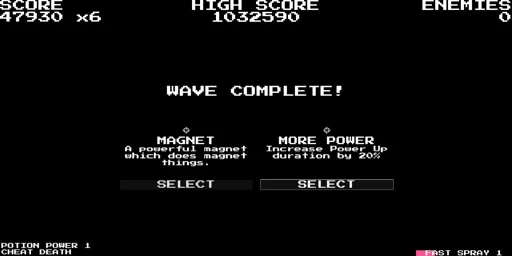 SCORE HIGH SCORE ENEMIES
47930 x6 1032590 0
WAVE COMPLETE!
MAGNET
A powerful magnet
which does magnet
things.
SELECT
MORE POWER
Increase Power Up
duration by 20%
SELECT
POTION POWER 1
CHEAT DEATH
FAST SPRAY 1